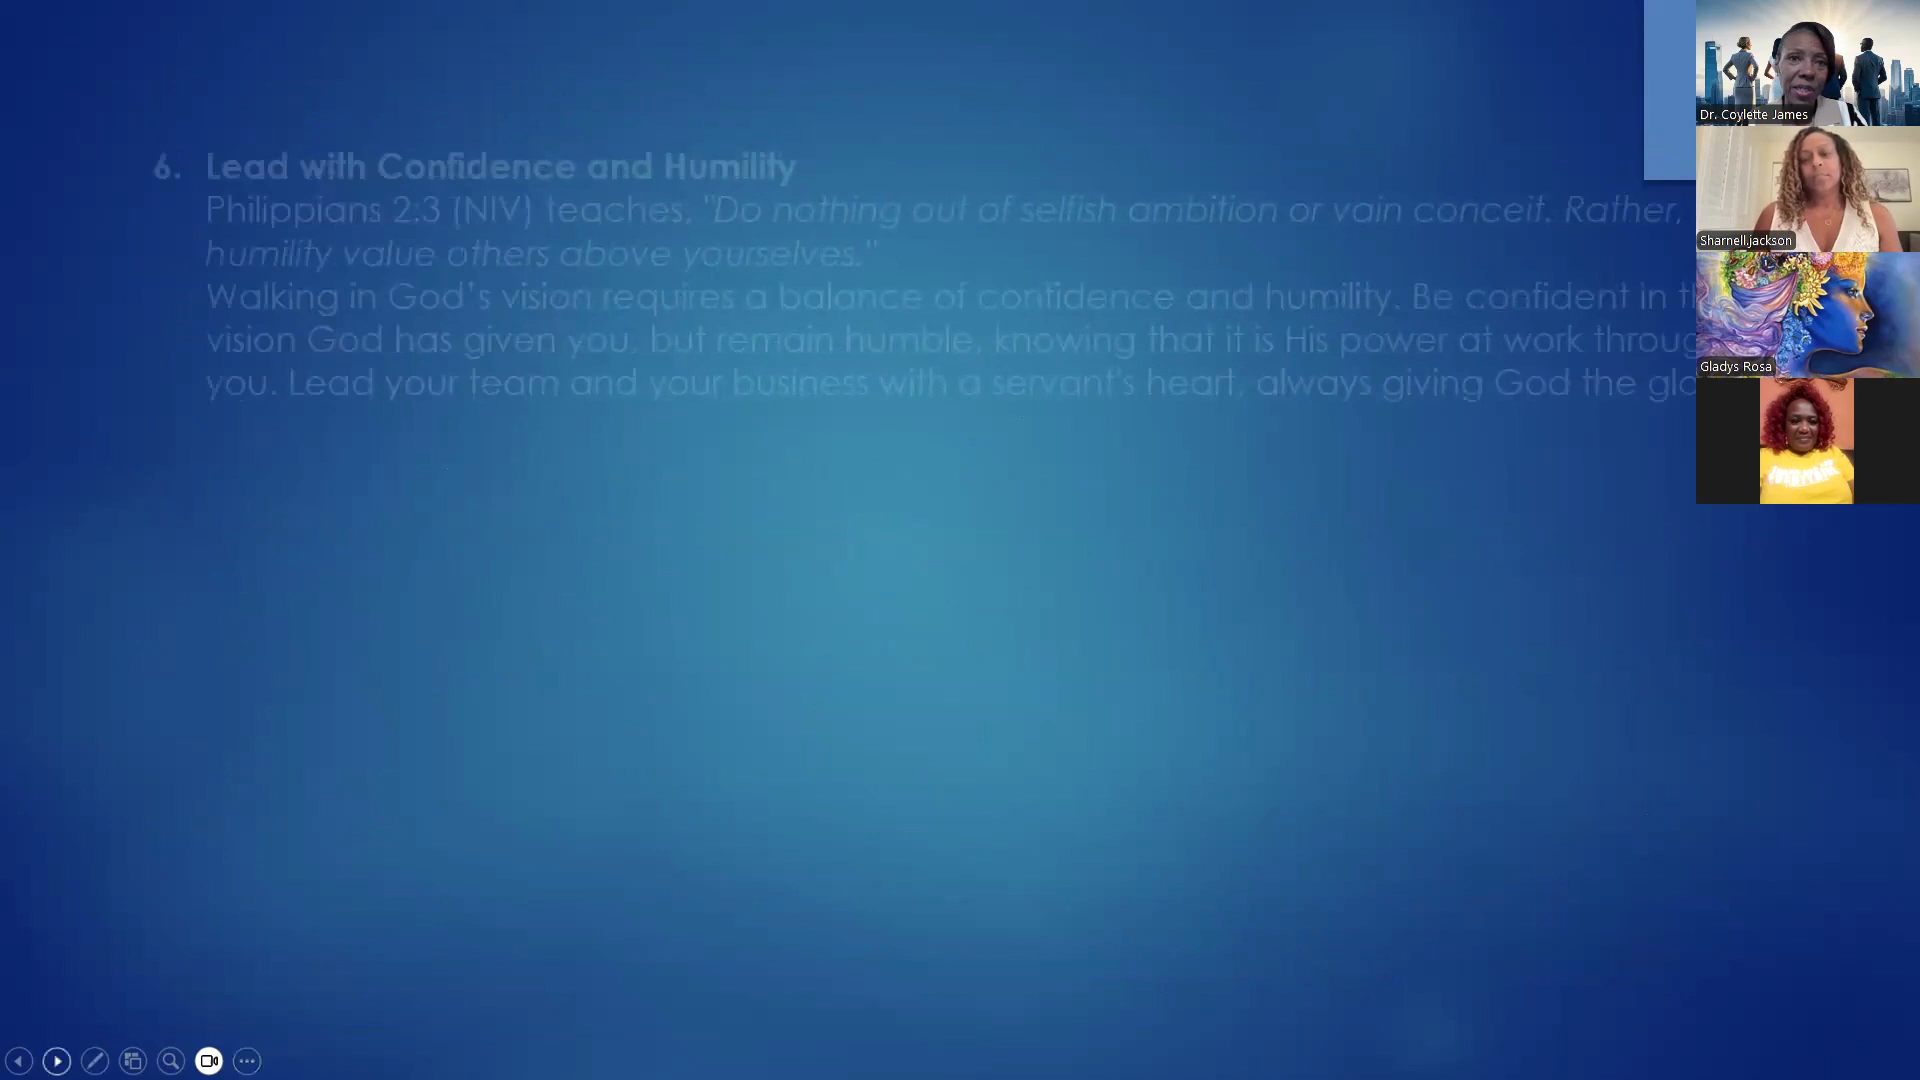 6. Lead with Confidence and Humility
Philippians 2:3 (NIV) teaches, "Do nothing out of selfish ambition or vain conceit. Rather,
humility value others above yourselves."
Walking in God's vision requires a balance of confidence and humility. Be confident in
vision God has given you, but remain humble, knowing that it is His power at work throug
you. Lead your team and your business with a servant's heart, always giving God the glo
Dr. Coylette James
Sharnell.jackson
Gladys Rosa